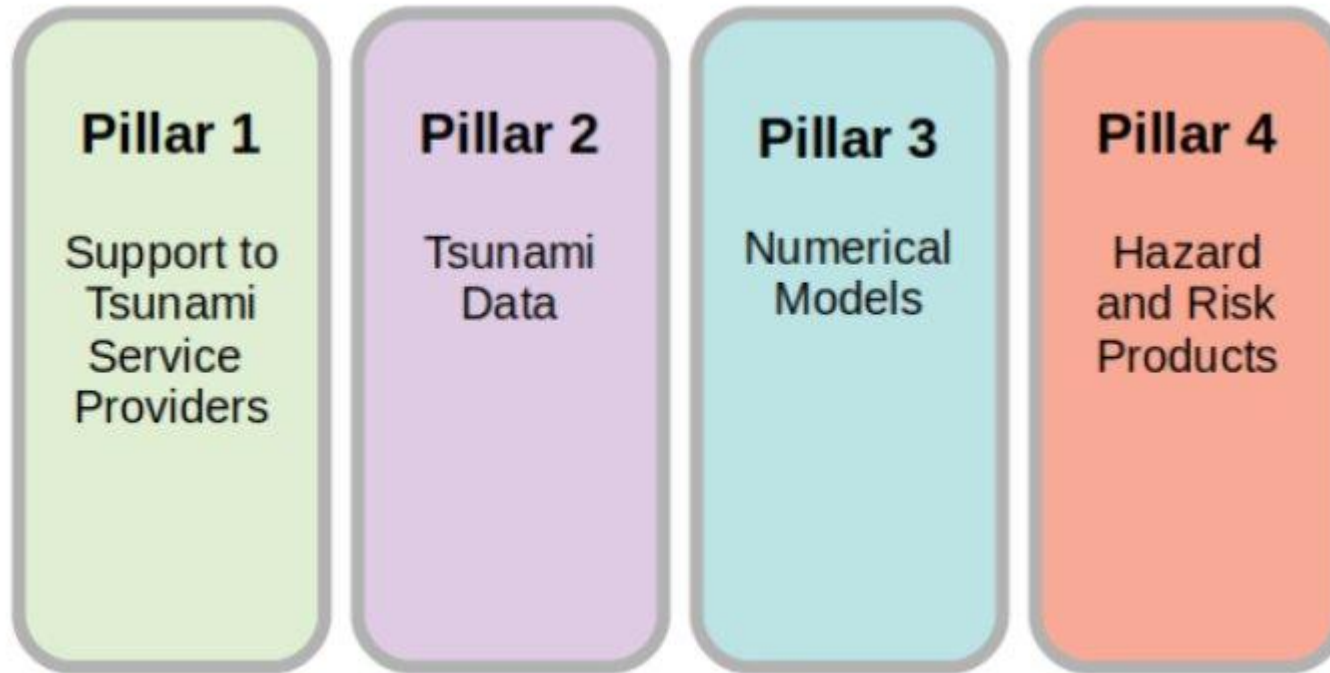 Pillar 1
Support to
Tsunami
Service
Providers
Pillar 2
Tsunami
Data
Pillar 3
Numerical
Models
Pillar 4
Hazard
and Risk
Products